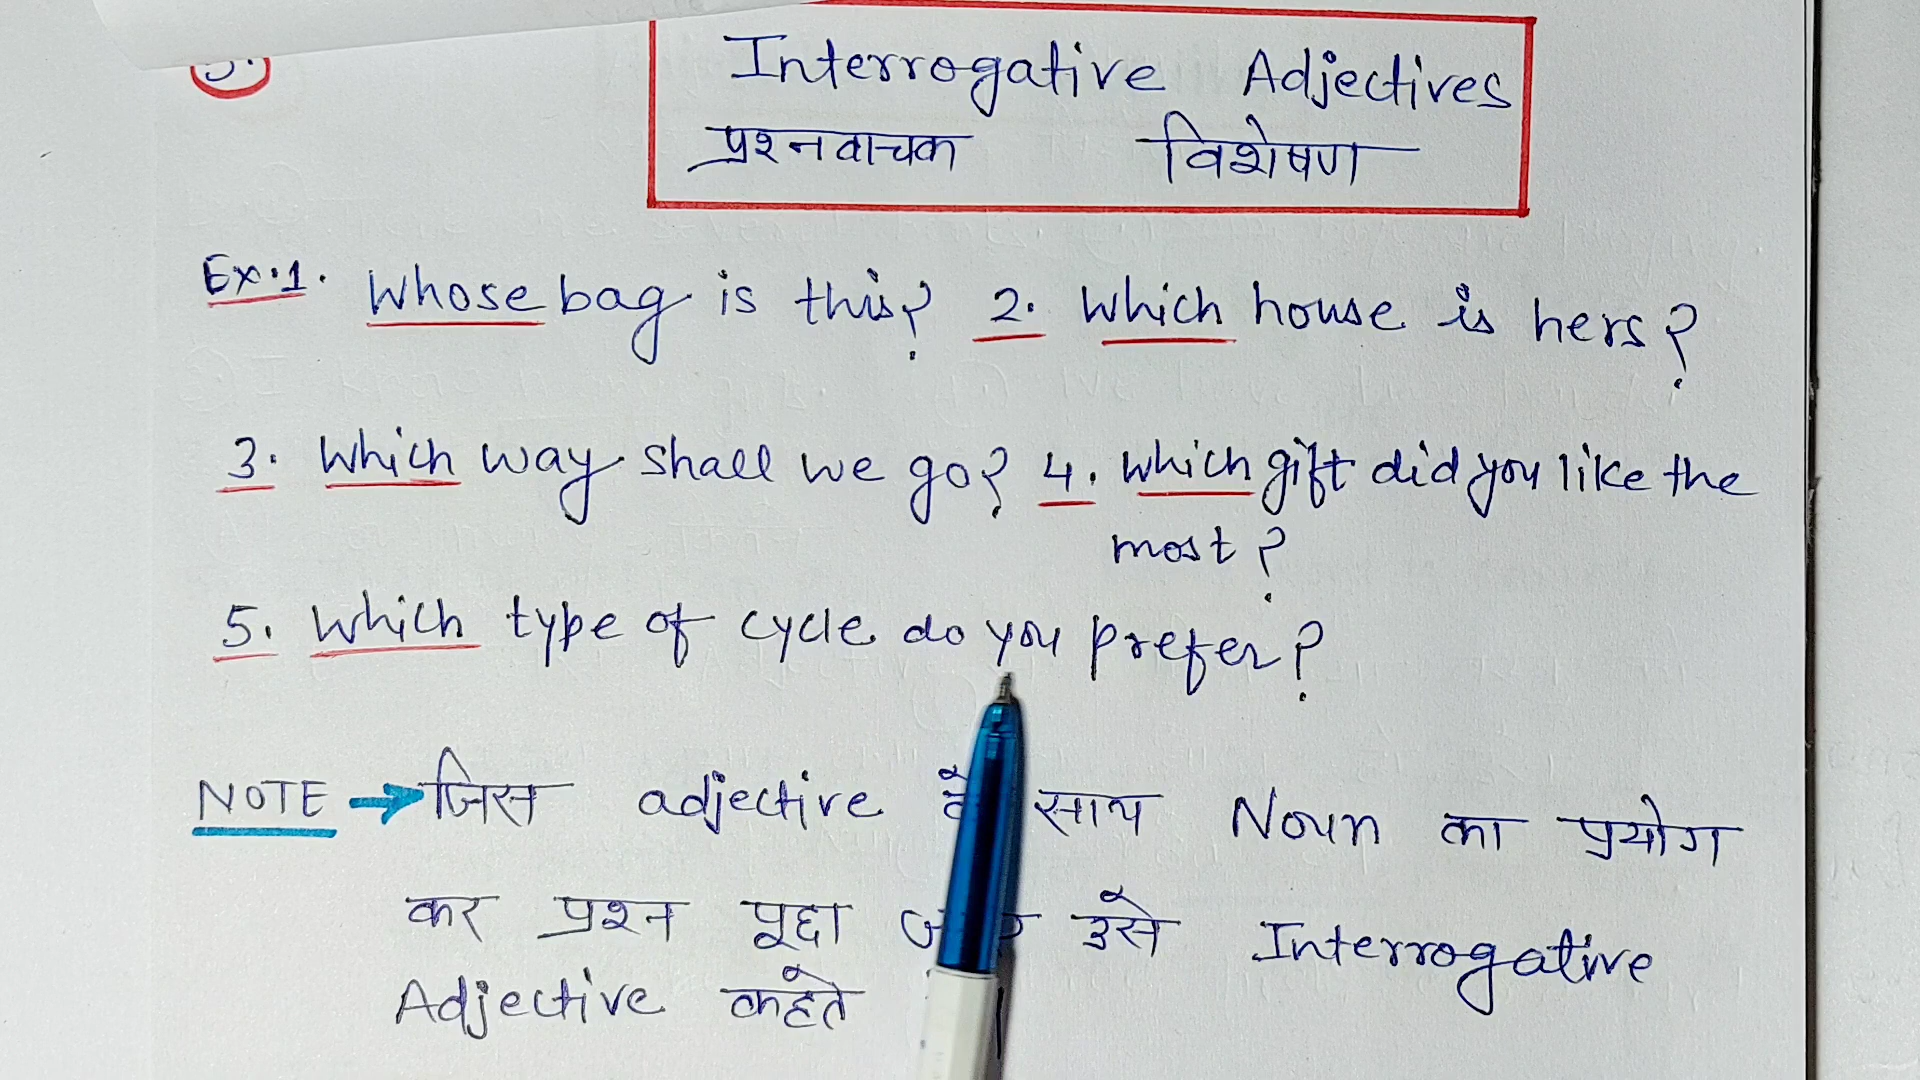 Interrogative Adjectives
प्रश्नवाचक विशेषण
Ex.1. Whose bag is this? 2. Which house is hers?
3. Which way shall we go? 4. Which gift did you like the
most?
5. Which type of cycle do you prefer?
NOTE → जिस adjective के साथ Noun का प्रयोग
कर प्रश्न पूछा उसे Interrogative
Adjective कहते